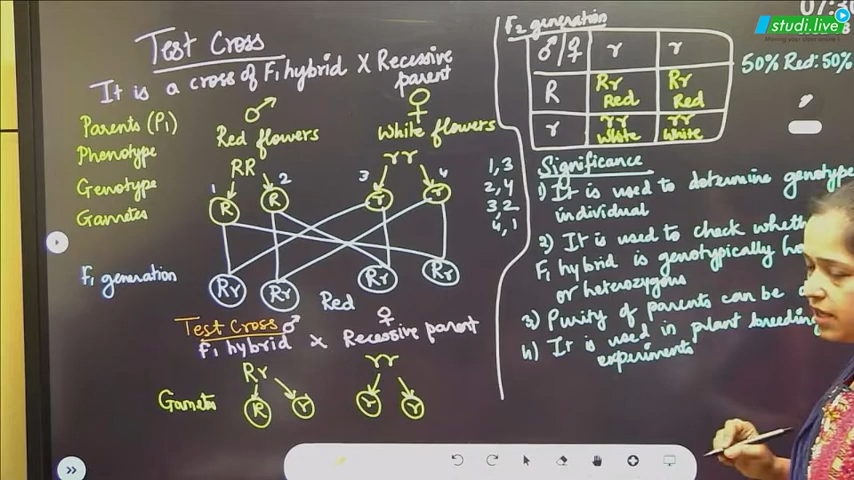 Test Cross
It is a cross of F1 hybrid X Recessive
parent
Parents (P1)
♂
♀
Phenotype
Red flowers
White flowers
Genotype
RR
rr
Gametes
1 2 3 4
R R r r
1,3
2,4
3,2
4,1
F1 generation
Rr Rr Rr Rr
Red
Test Cross
♂ ♀
F1 hybrid x Recessive parent
Rr rr
Gametes
R r r r
F2 generation
♂/♀ r r
R Rr Rr
Red Red
r rr rr
White White
50% Red: 50%
Significance
1) It is used to determine genotype
individual
2) It is used to check
F1 hybrid is genotypically
or heterozygous
3) Purity of parents can be
4) It is used in plant breeding
experiments
studi.live